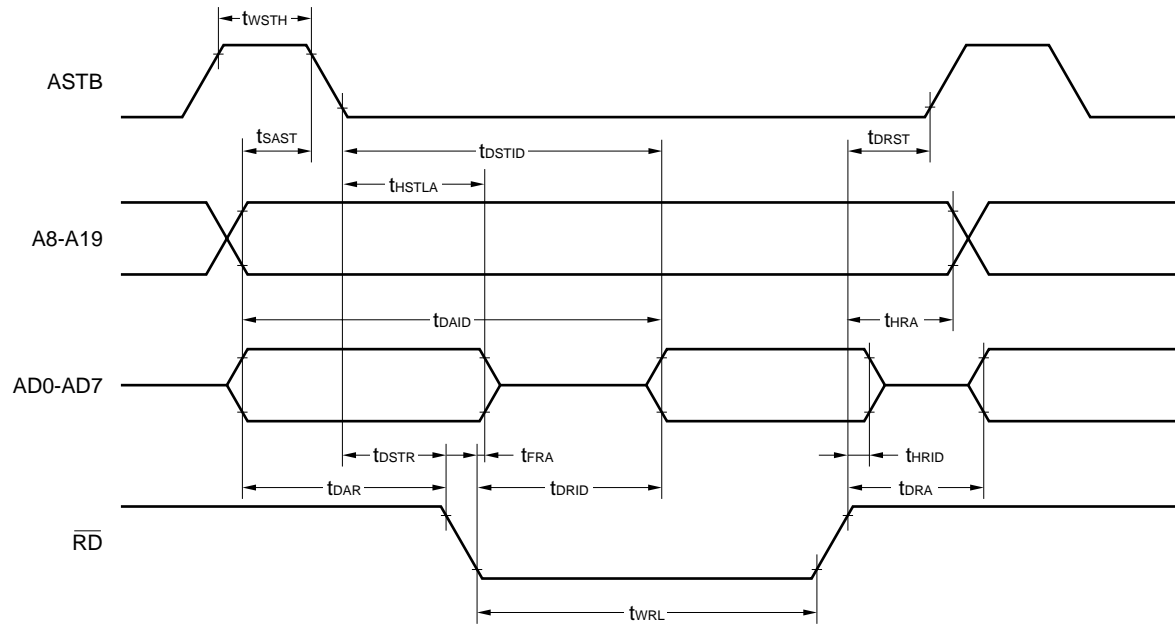 tWSTH
ASTB
tSAST
tDSTID
tDRST
tHSTLA
A8-A19
tDAID
tHRA
AD0-AD7
tDSTR
tFRA
tHRID
tDAR
tDRID
tDRA
R̅D̅
tWRL